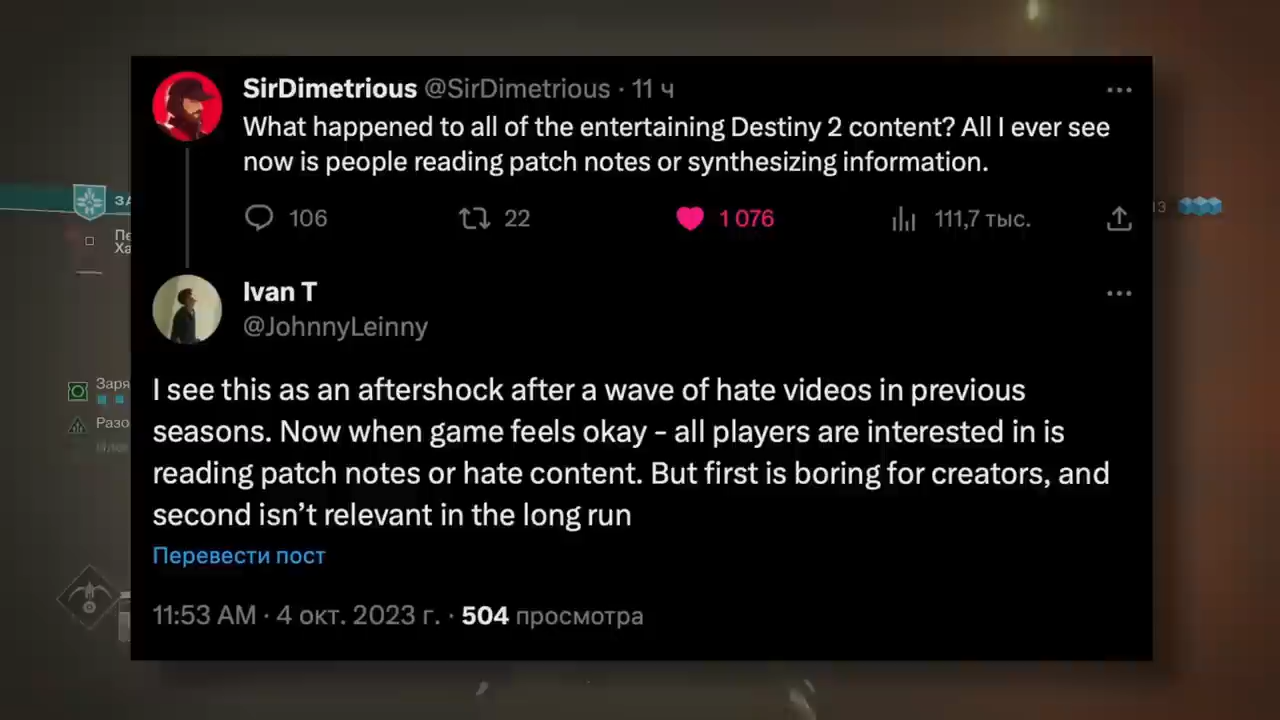 SirDimetrious @SirDimetrious · 11 ч
What happened to all of the entertaining Destiny 2 content? All I ever see
now is people reading patch notes or synthesizing information.
106 22 1 076 111,7 тыс.
Ivan T
@JohnnyLeinny
I see this as an aftershock after a wave of hate videos in previous
seasons. Now when game feels okay - all players are interested in is
reading patch notes or hate content. But first is boring for creators, and
second isn't relevant in the long run
Перевести пост
11:53 AM · 4 окт. 2023 г. · 504 просмотра